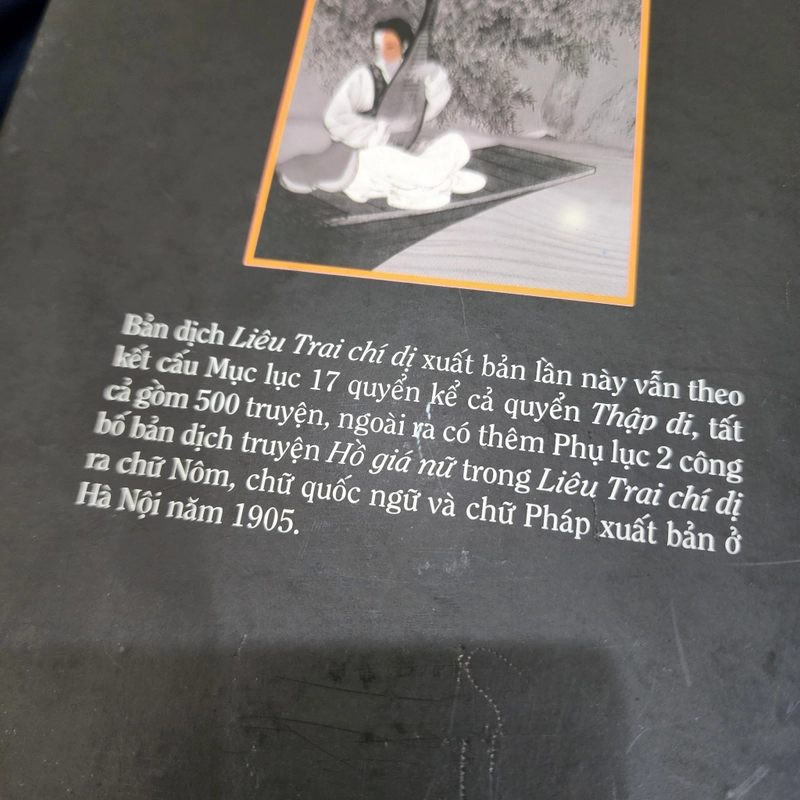 Bản dịch Liêu Trai chí dị xuất bản lần này vẫn theo
kết cấu Mục lục 17 quyển kể cả quyển Thập di, tất
cả gồm 500 truyện, ngoài ra có thêm Phụ lục 2 công
bố bản dịch truyện Hồ giá nữ trong Liêu Trai chí dị
ra chữ Nôm, chữ quốc ngữ và chữ Pháp xuất bản ở
Hà Nội năm 1905.